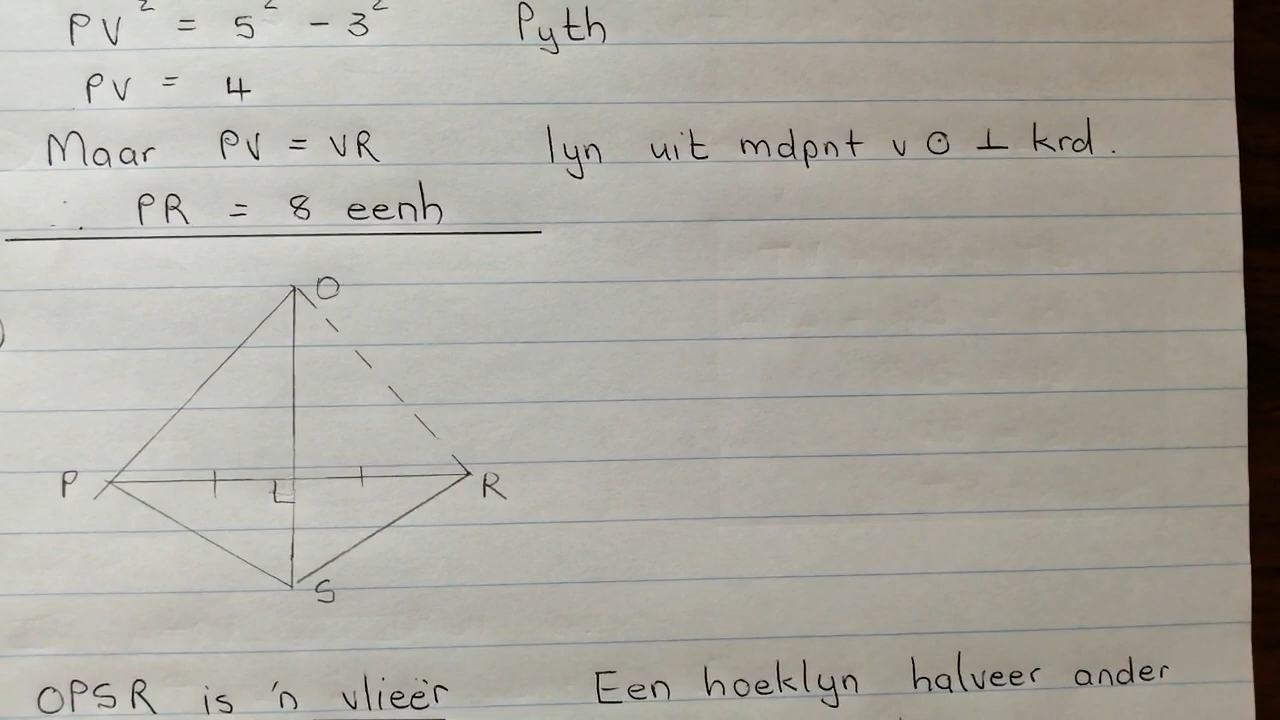 PV² = 5² - 3² Pyth
PV = 4
Maar PV = VR lyn uit mdpnt v ⊙ ⊥ krd.
∴ PR = 8 eenh
)
O
P
R
S
OPSR is 'n vlieër Een hoeklyn halveer ander